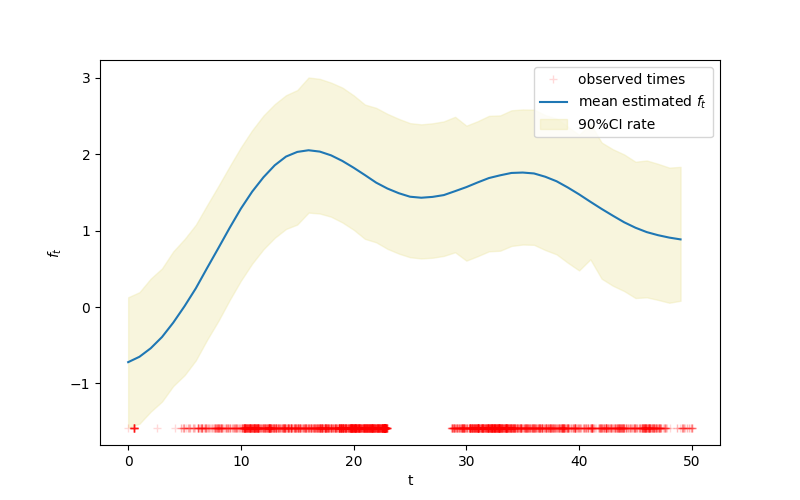 observed times
mean estimated f_t
90%CI rate
f_t
3
2
1
0
−1
0 10 20 30 40 50
t